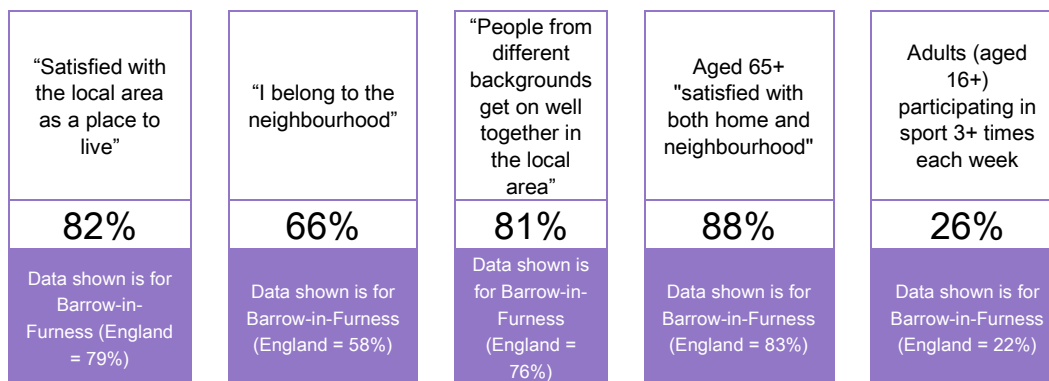 “Satisfied with
the local area
as a place to
live”
82%
Data shown is for
Barrow-in-
Furness (England
= 79%)
“I belong to the
neighbourhood”
66%
Data shown is for
Barrow-in-Furness
(England = 58%)
“People from
different
backgrounds
get on well
together in
the local
area”
81%
Data shown is
for Barrow-in-
Furness
(England =
76%)
Aged 65+
"satisfied with
both home and
neighbourhood"
88%
Data shown is for
Barrow-in-Furness
(England = 83%)
Adults (aged
16+)
participating in
sport 3+ times
each week
26%
Data shown is for
Barrow-in-Furness
(England = 22%)